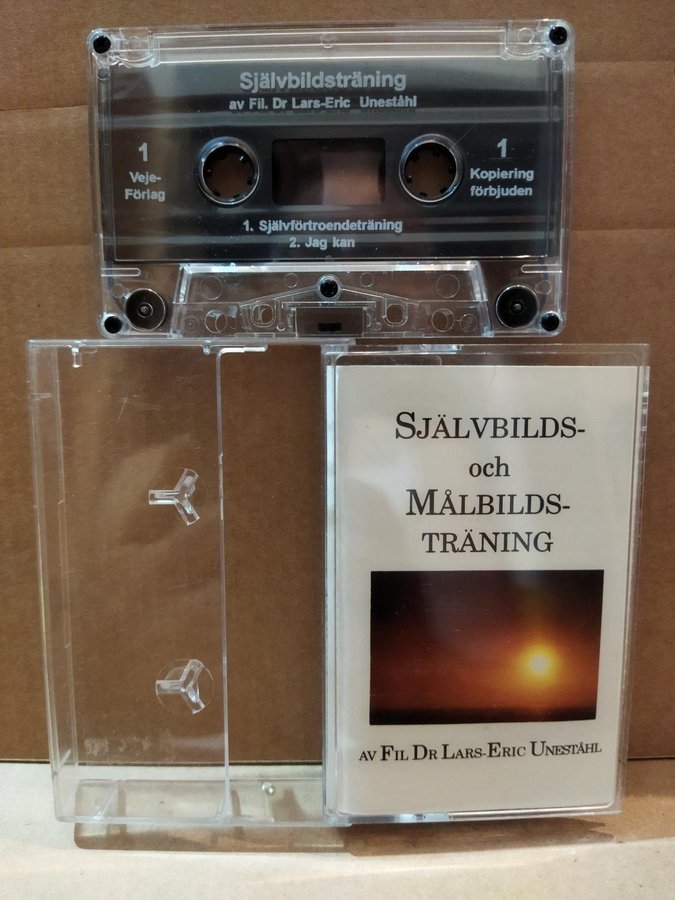 Självbildsträning
av Fil. Dr Lars-Eric Uneståhl
1
Veje-
Förlag
1
Kopiering
förbjuden
1. Självförtroendeträning
2. Jag kan
SJÄLVBILDS-
och
MÅLBILDS-
TRÄNING
AV FIL DR LARS-ERIC UNESTÅHL